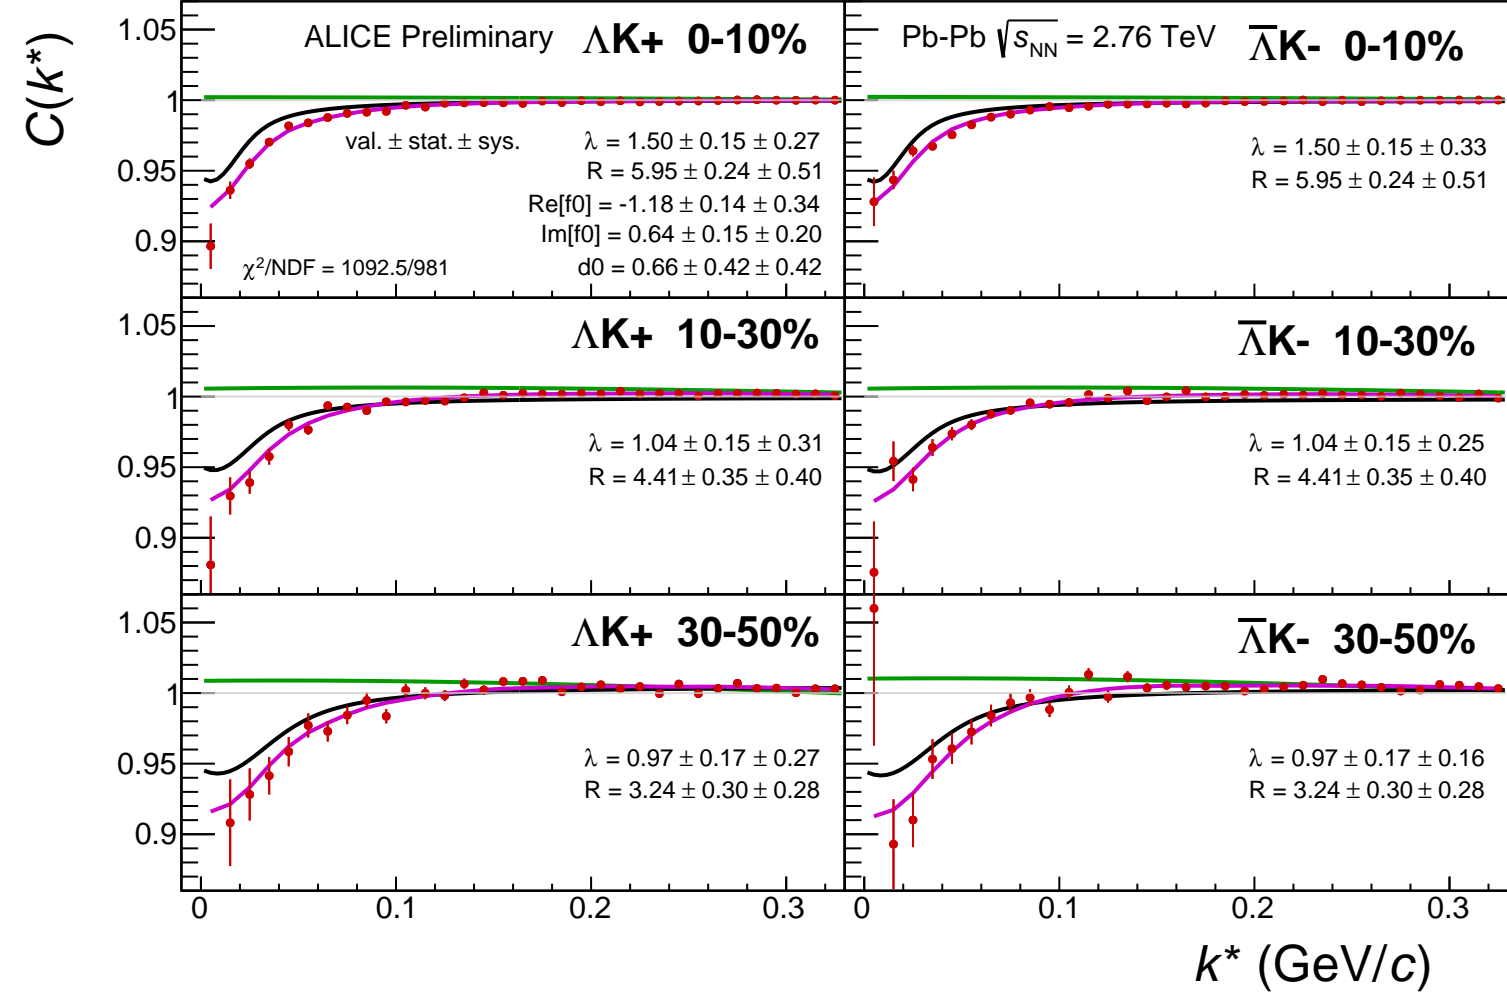 C(k*)
1.05
1
0.95
0.9
ALICE Preliminary ΛK+ 0-10%
val. ± stat. ± sys.
λ = 1.50 ± 0.15 ± 0.27
R = 5.95 ± 0.24 ± 0.51
Re[f0] = -1.18 ± 0.14 ± 0.34
Im[f0] = 0.64 ± 0.15 ± 0.20
χ²/NDF = 1092.5/981
d0 = 0.66 ± 0.42 ± 0.42
Pb-Pb √s_NN = 2.76 TeV Λ̅K- 0-10%
λ = 1.50 ± 0.15 ± 0.33
R = 5.95 ± 0.24 ± 0.51
1.05
1
0.95
0.9
ΛK+ 10-30%
λ = 1.04 ± 0.15 ± 0.31
R = 4.41 ± 0.35 ± 0.40
Λ̅K- 10-30%
λ = 1.04 ± 0.15 ± 0.25
R = 4.41 ± 0.35 ± 0.40
1.05
1
0.95
0.9
ΛK+ 30-50%
λ = 0.97 ± 0.17 ± 0.27
R = 3.24 ± 0.30 ± 0.28
Λ̅K- 30-50%
λ = 0.97 ± 0.17 ± 0.16
R = 3.24 ± 0.30 ± 0.28
0 0.1 0.2 0.3 0 0.1 0.2 0.3
k* (GeV/c)